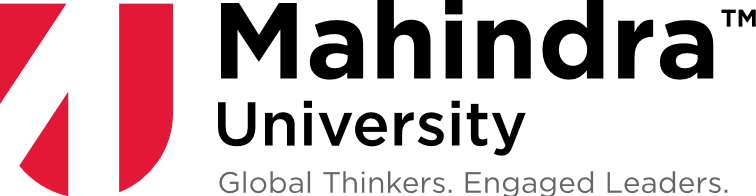 Mahindra™
University
Global Thinkers. Engaged Leaders.